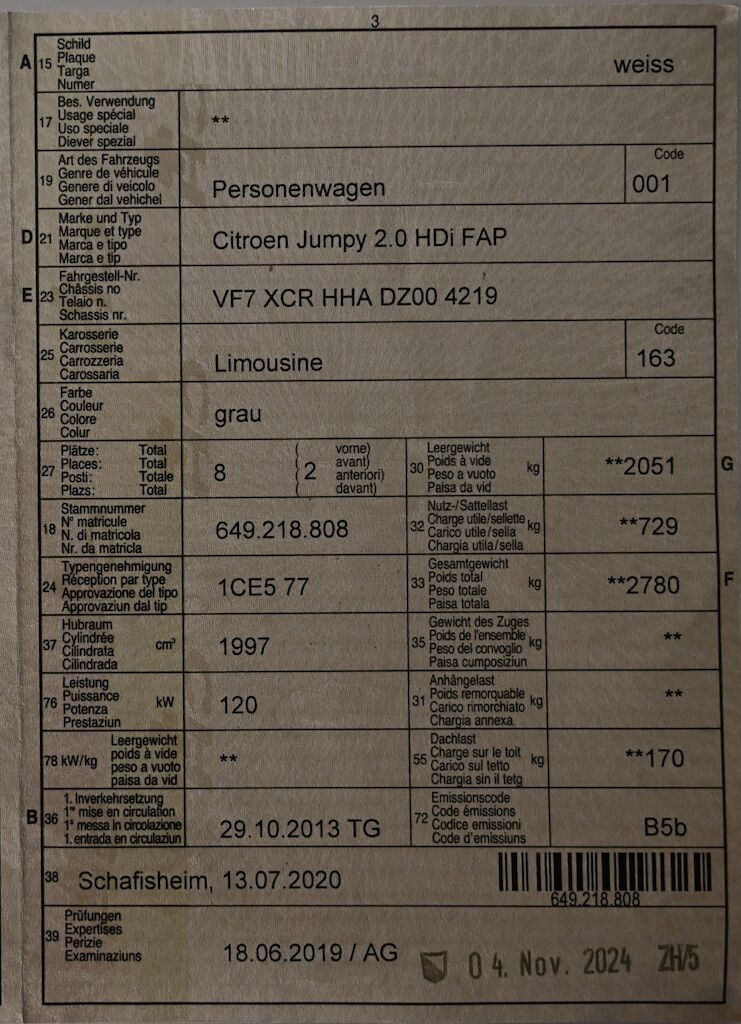 3
A 15 Schild
Plaque
Targa
Numer
weiss
17 Bes. Verwendung
Usage spécial
Uso speciale
Diever spezial
**
19 Art des Fahrzeugs
Genre de véhicule
Genere di veicolo
Gener dal vehichel
Personenwagen
Code
001
D 21 Marke und Typ
Marque et type
Marca e tipo
Marca e tip
Citroen Jumpy 2.0 HDi FAP
E 23 Fahrgestell-Nr.
Châssis no
Telaio n.
Schassis nr.
VF7 XCR HHA DZ00 4219
25 Karosserie
Carrosserie
Carrozzeria
Carossaria
Limousine
Code
163
26 Farbe
Couleur
Colore
Colur
grau
27 Plätze: Total
Places: Total
Posti: Totale
Plazs: Total
8
( 2 vorne)
( avant)
( anteriori)
( davant)
30 Leergewicht
Poids à vide
Peso a vuoto
Paisa da vid
kg
**2051
G
18 Stammnummer
N° matricule
N. di matricola
Nr. da matricla
649.218.808
32 Nutz-/Sattellast
Charge utile/sellette
Carico utile/sella
Chargia utila/sella
kg
**729
24 Typengenehmigung
Réception par type
Approvazione del tipo
Approvaziun dal tip
1CE5 77
33 Gesamtgewicht
Poids total
Peso totale
Paisa totala
kg
**2780
F
37 Hubraum
Cylindrée
Cilindrata
Cilindrada
cm³
1997
35 Gewicht des Zuges
Poids de l'ensemble
Peso del convoglio
Paisa cumposiziun
kg
**
76 Leistung
Puissance
Potenza
Prestaziun
kW
120
31 Anhängelast
Poids remorquable
Carico rimorchiato
Chargia annexa
kg
**
78 kW/kg Leergewicht
poids à vide
peso a vuoto
paisa da vid
**
55 Dachlast
Charge sur le toit
Carico sul tetto
Chargia sin il tetg
kg
**170
B 36 1. Inverkehrsetzung
1re mise en circulation
1a messa in circolazione
1. entrada en circulaziun
29.10.2013 TG
72 Emissionscode
Code émissions
Codice emissioni
Code d'emissiuns
B5b
38 Schafisheim, 13.07.2020
649.218.808
39 Prüfungen
Expertises
Perizie
Examinaziuns
18.06.2019 / AG
04. Nov. 2024 ZH/5